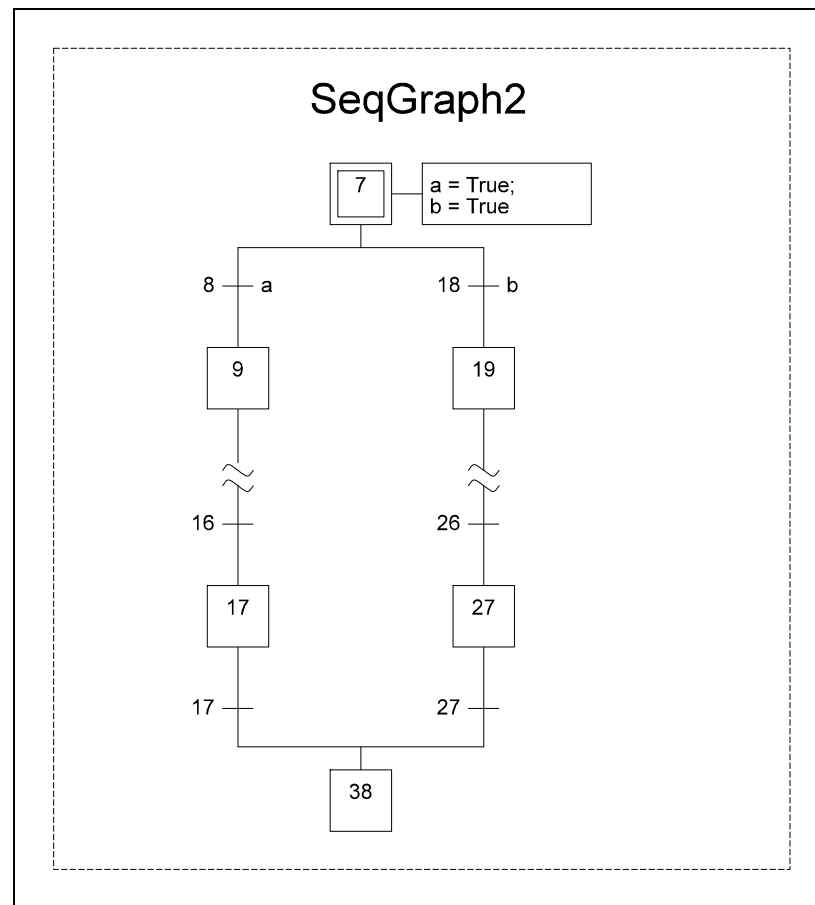 SeqGraph2
7
a = True;
b = True
8 a
18 b
9
19
16
26
17
27
17
27
38